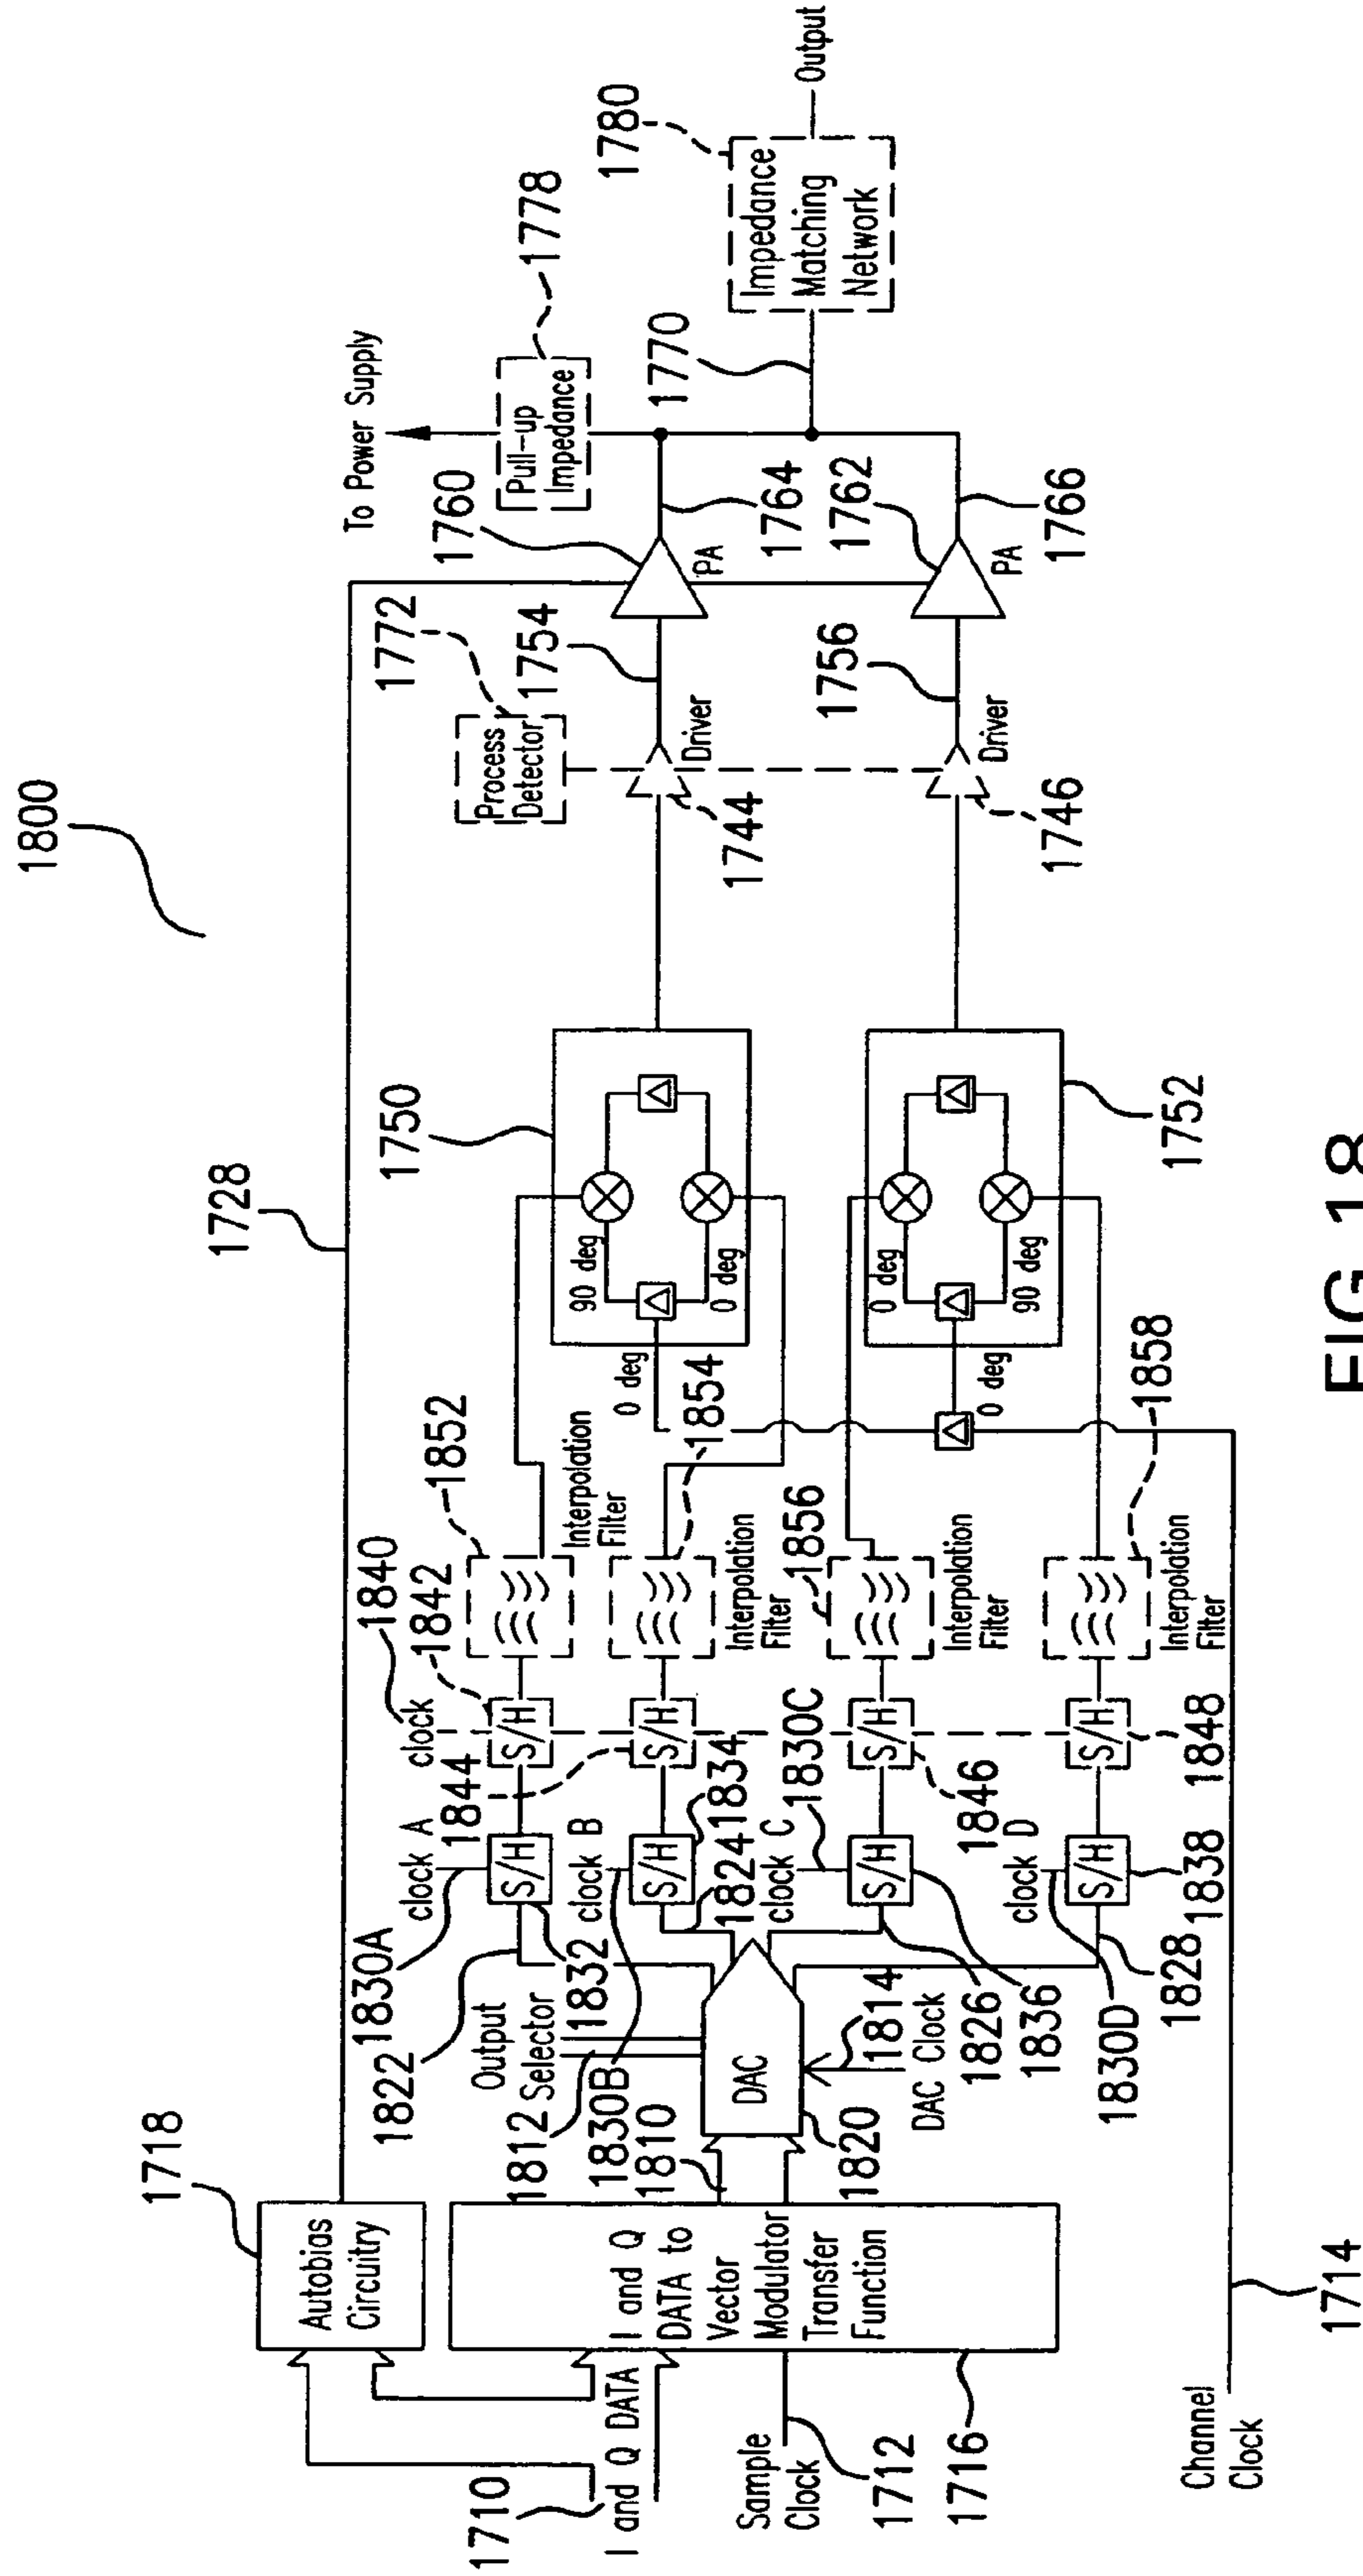 1800
1718
Autobias
Circuitry
1728
1710
I and Q DATA
Sample
Clock
1712
1716
I and Q
DATA to
Vector
Modulator
Transfer
Function
1810
1812
Output
Selector
DAC
1820
1814
DAC Clock
1822
1824
1826
1828
1830A
clock A
1832
S/H
1830B
clock B
1834
S/H
1830C
clock C
1836
S/H
1830D
clock D
1838
S/H
1840
clock
1842
S/H
1844
S/H
1846
S/H
1848
S/H
1852
Interpolation
Filter
1854
Interpolation
Filter
1856
Interpolation
Filter
1858
Interpolation
Filter
Channel
Clock
1714
0 deg
0 deg
1750
90 deg
0 deg
1752
0 deg
90 deg
1772
Process
Detector
1744
Driver
1746
Driver
1754
1756
1760
PA
1762
PA
1764
1766
To Power Supply
Pull-up
Impedance
1778
1770
1780
Impedance
Matching
Network
Output
FIG. 18